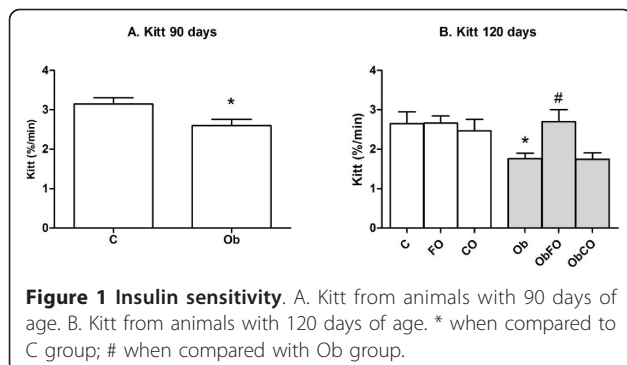 A. Kitt 90 days
Kitt (%/min)
4
3
2
1
0
*
C
Ob
B. Kitt 120 days
Kitt (%/min)
4
3
2
1
0
*
#
C
FO
CO
Ob
ObFO
ObCO
Figure 1 Insulin sensitivity. A. Kitt from animals with 90 days of
age. B. Kitt from animals with 120 days of age. * when compared to
C group; # when compared with Ob group.